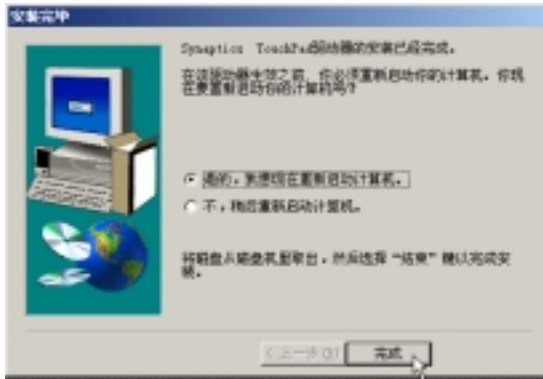 安装完毕
Synaptics TouchPad驱动器的安装已经完成。
在该驱动器生效之前，你必须重新启动你的计算机。你现
在要重新启动你的计算机吗？
是的，我想现在重新启动计算机。
不，稍后重新启动计算机。
将磁盘从磁盘机里取出，然后选择“结束”键以完成安
装。
<上一步(B)
完成